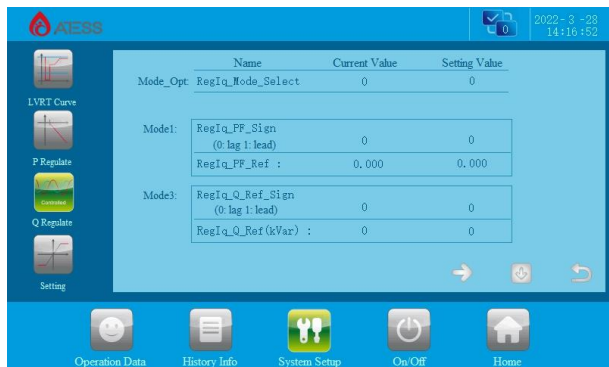 ATESS
0
2022-3-28
14:16:52
Name Current Value Setting Value
Mode_Opt: RegIq_Mode_Select 0 0
LVRT Curve
Mode1: RegIq_PF_Sign
(0: lag 1: lead) 0 0
RegIq_PF_Ref : 0.000 0.000
P Regulate
Mode3: RegIq_Q_Ref_Sign
(0: lag 1: lead) 0 0
RegIq_Q_Ref(kVar) : 0 0
Controlled
Q Regulate
Setting
Operation Data History Info System Setup On/Off Home